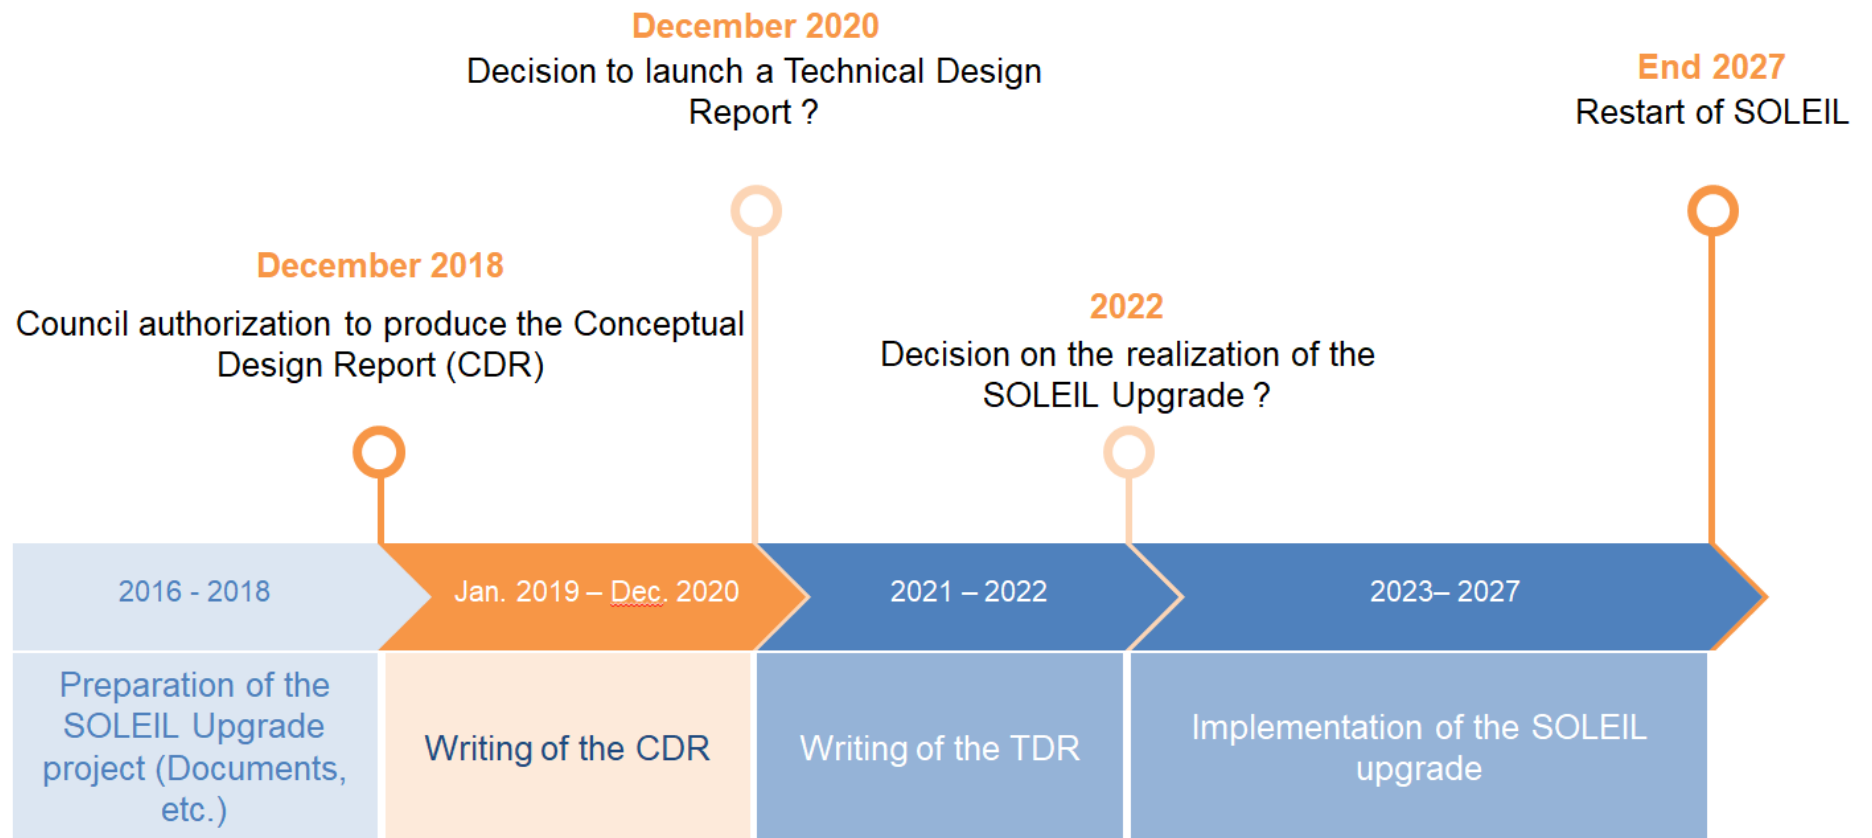 December 2020
Decision to launch a Technical Design
Report ?
End 2027
Restart of SOLEIL
December 2018
Council authorization to produce the Conceptual
Design Report (CDR)
2022
Decision on the realization of the
SOLEIL Upgrade ?
2016 - 2018
Jan. 2019 – Dec. 2020
2021 – 2022
2023– 2027
Preparation of the
SOLEIL Upgrade
project (Documents,
etc.)
Writing of the CDR
Writing of the TDR
Implementation of the SOLEIL
upgrade